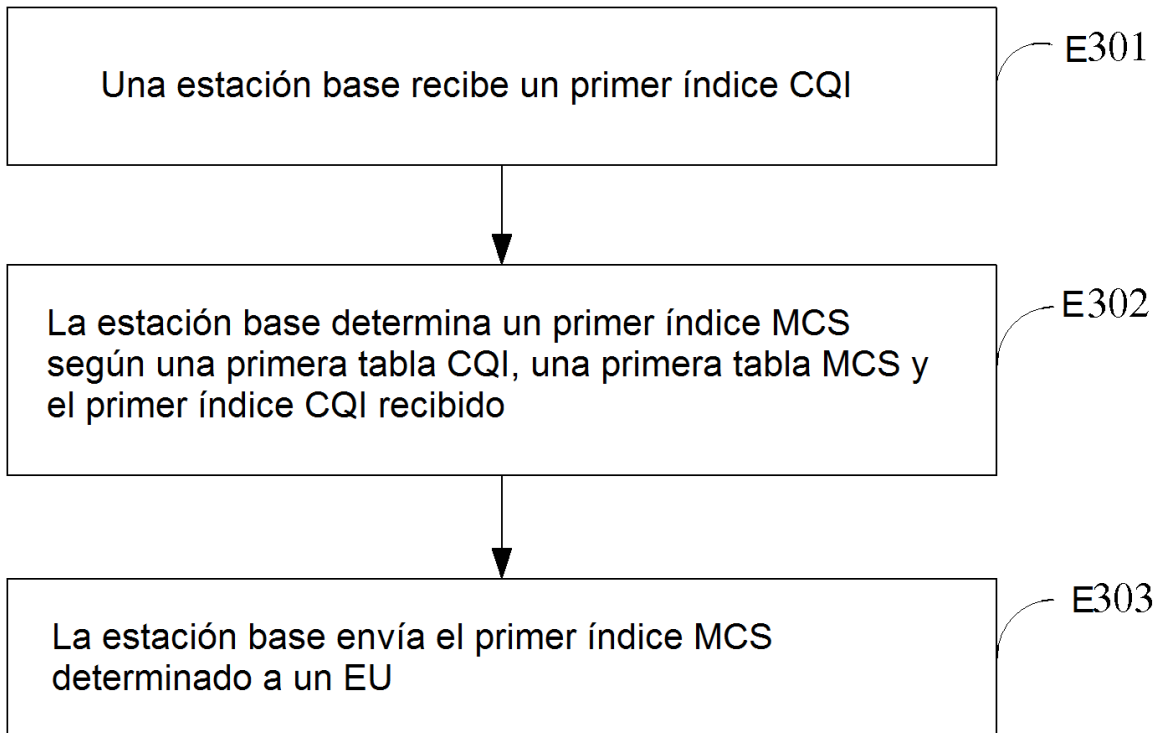 Una estación base recibe un primer índice CQI
E301
La estación base determina un primer índice MCS
según una primera tabla CQI, una primera tabla MCS y
el primer índice CQI recibido
E302
La estación base envía el primer índice MCS
determinado a un EU
E303